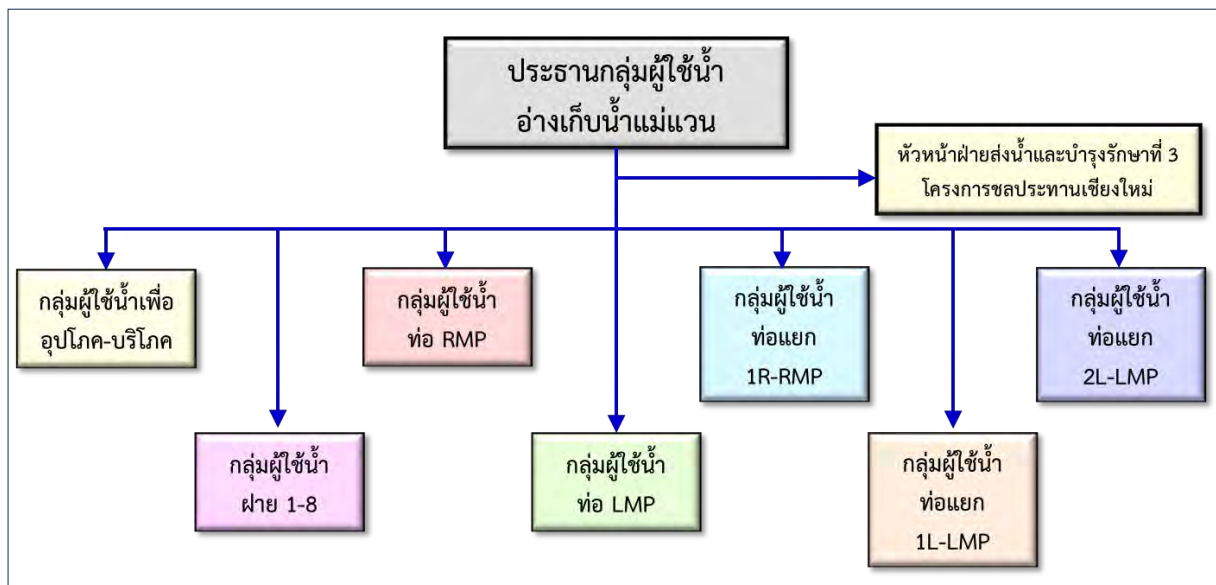 ประธานกลุ่มผู้ใช้น้ำ
อ่างเก็บน้ำแม่แวน
หัวหน้าฝ่ายส่งน้ำและบำรุงรักษาที่ 3
โครงการชลประทานเชียงใหม่
กลุ่มผู้ใช้น้ำเพื่อ
อุปโภค-บริโภค
กลุ่มผู้ใช้น้ำ
ท่อ RMP
กลุ่มผู้ใช้น้ำ
ท่อแยก
1R-RMP
กลุ่มผู้ใช้น้ำ
ท่อแยก
2L-LMP
กลุ่มผู้ใช้น้ำ
ฝาย 1-8
กลุ่มผู้ใช้น้ำ
ท่อ LMP
กลุ่มผู้ใช้น้ำ
ท่อแยก
1L-LMP